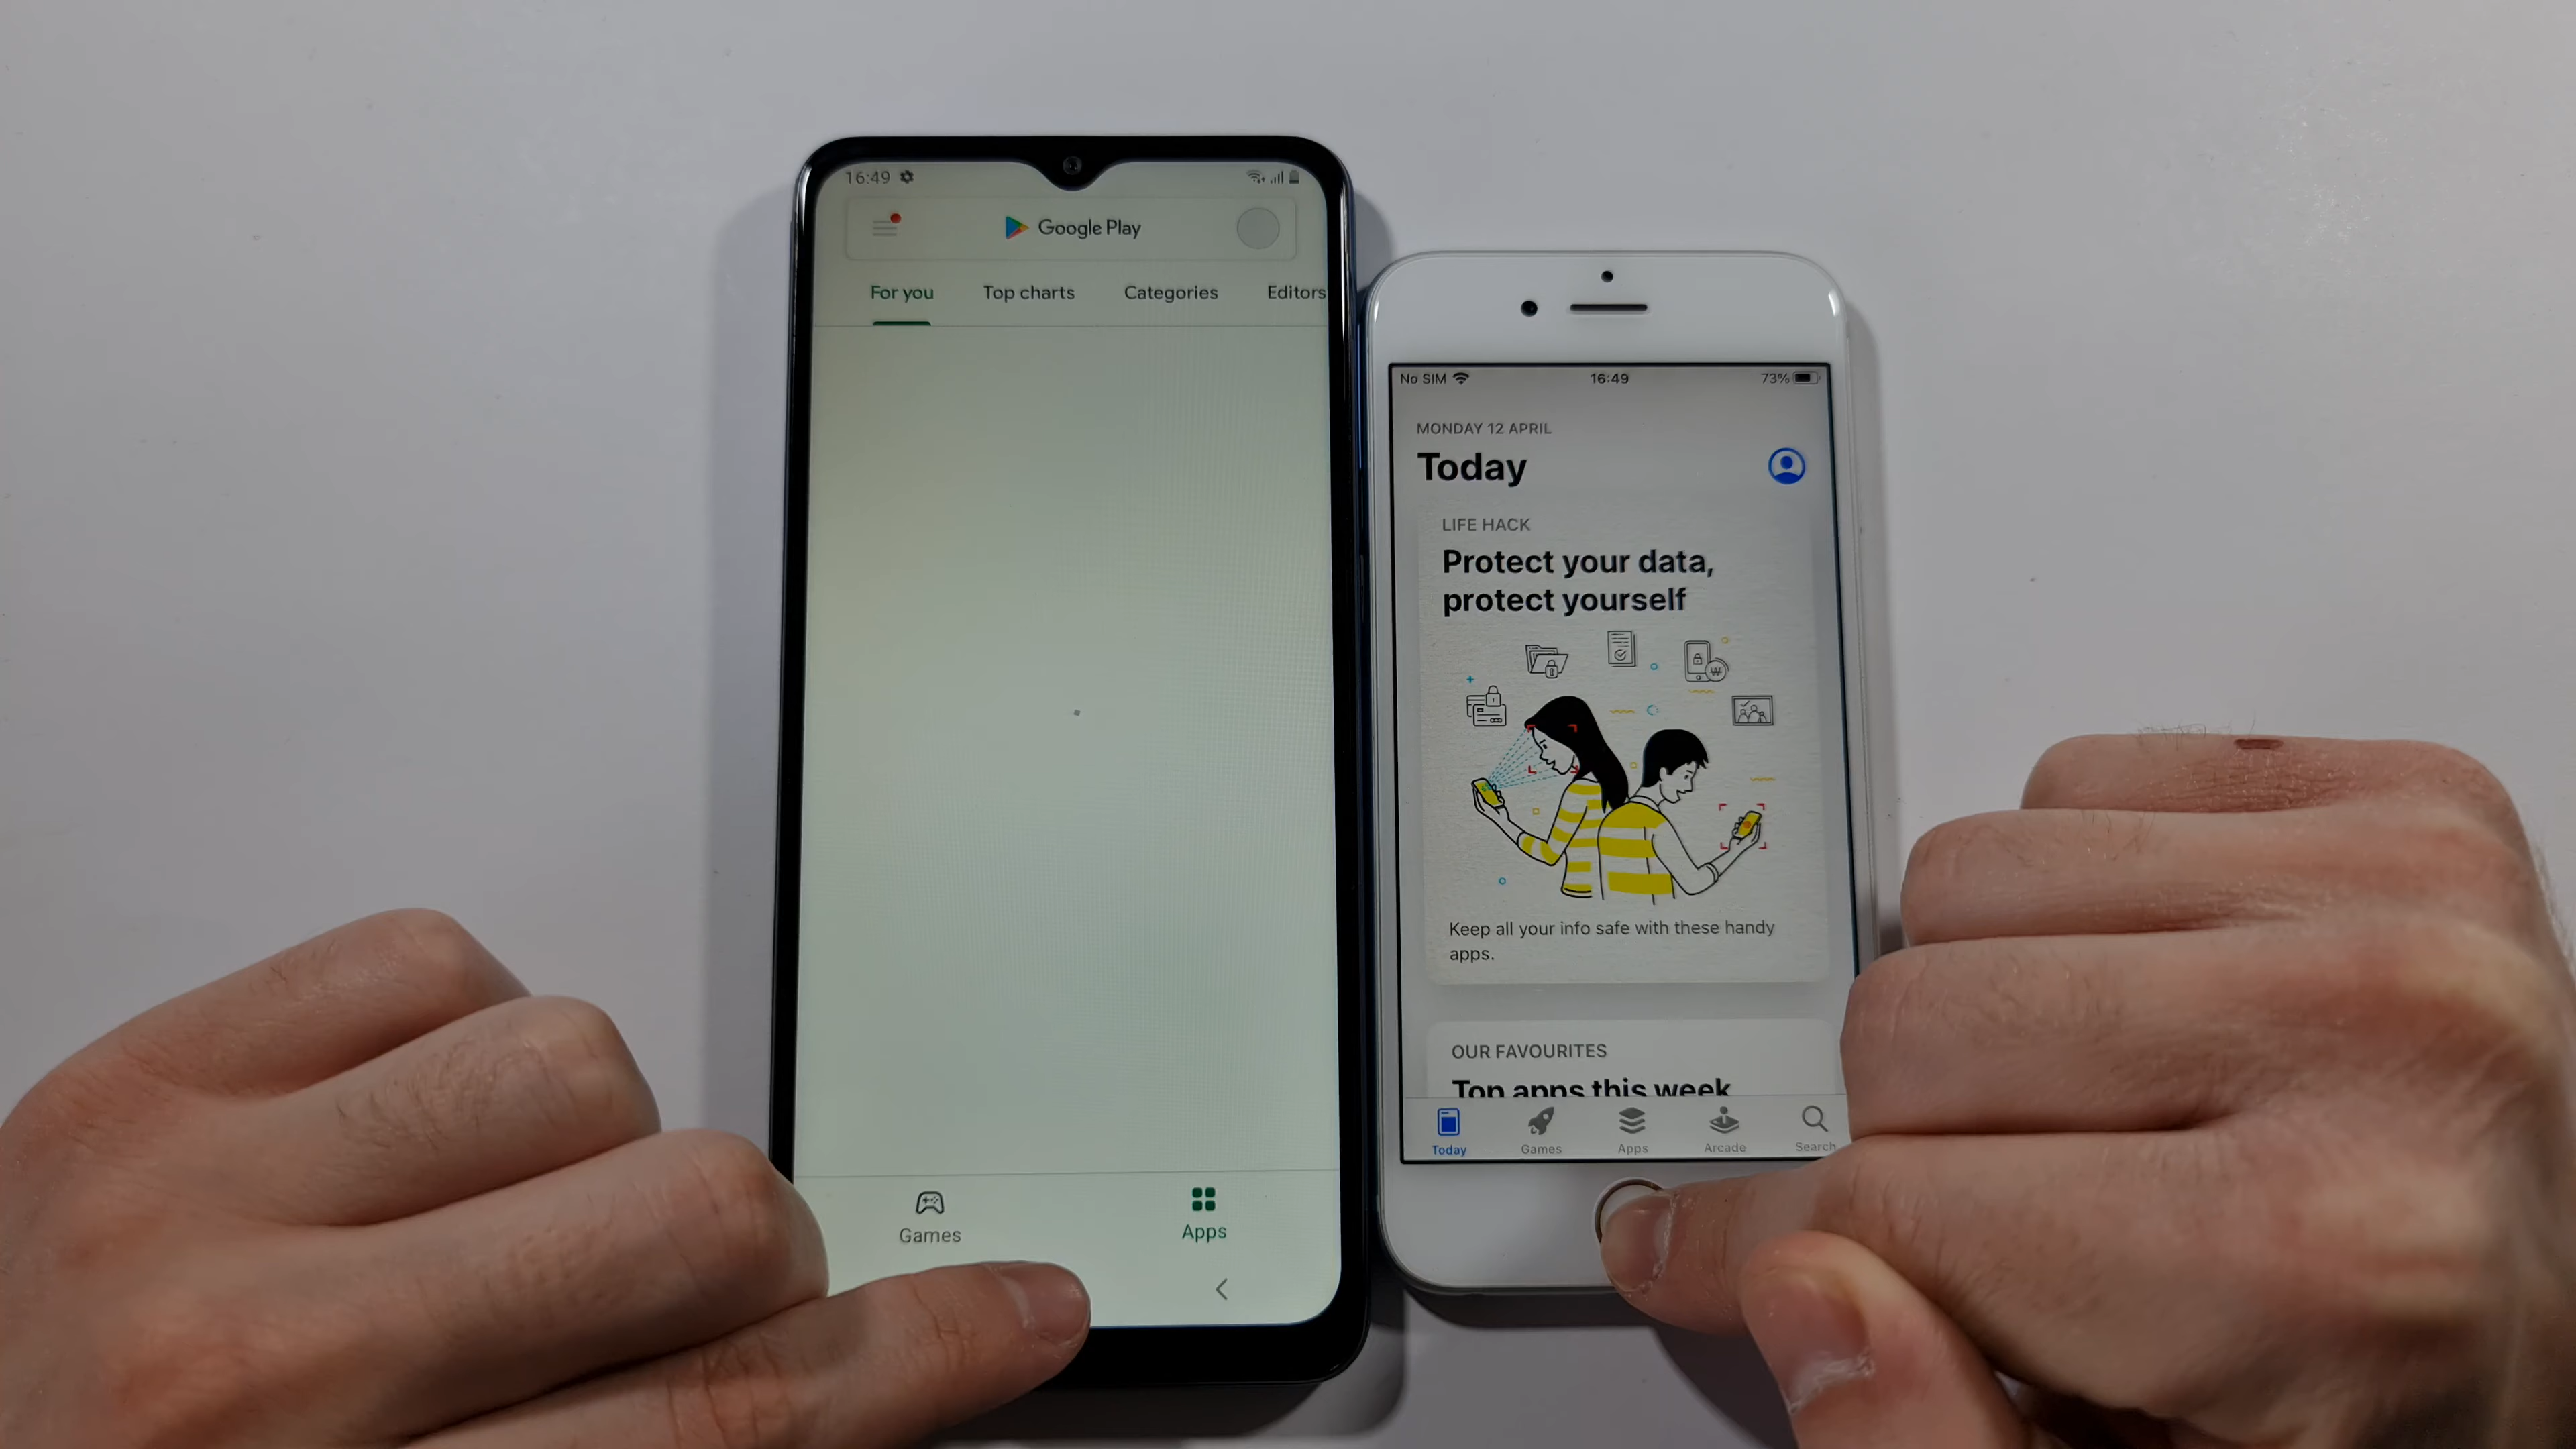 16:49
Google Play
For you Top charts Categories Editors
Games Apps
No SIM 16:49 73%
MONDAY 12 APRIL
Today
LIFE HACK
Protect your data,
protect yourself
Keep all your info safe with these handy
apps.
OUR FAVOURITES
Top apps this week
Today Games Apps Arcade Search